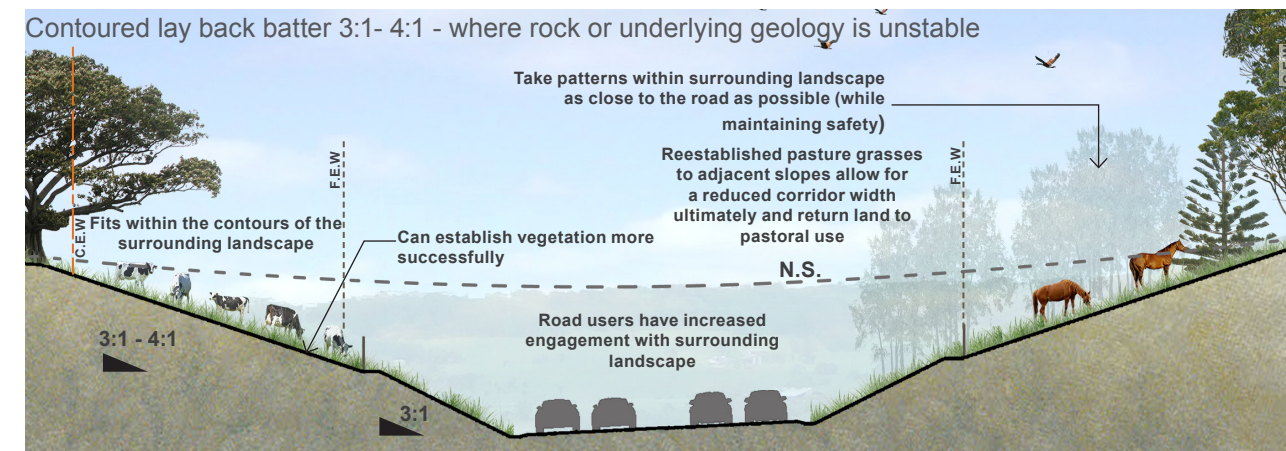 Contoured lay back batter 3:1- 4:1 - where rock or underlying geology is unstable
Take patterns within surrounding landscape
as close to the road as possible (while
maintaining safety)
Reestablished pasture grasses
to adjacent slopes allow for
a reduced corridor width
ultimately and return land to
pastoral use
F.E.W
F.E.W
C.E.W
Fits within the contours of the
surrounding landscape
Can establish vegetation more
successfully
N.S.
Road users have increased
engagement with surrounding
landscape
3:1 - 4:1
3:1